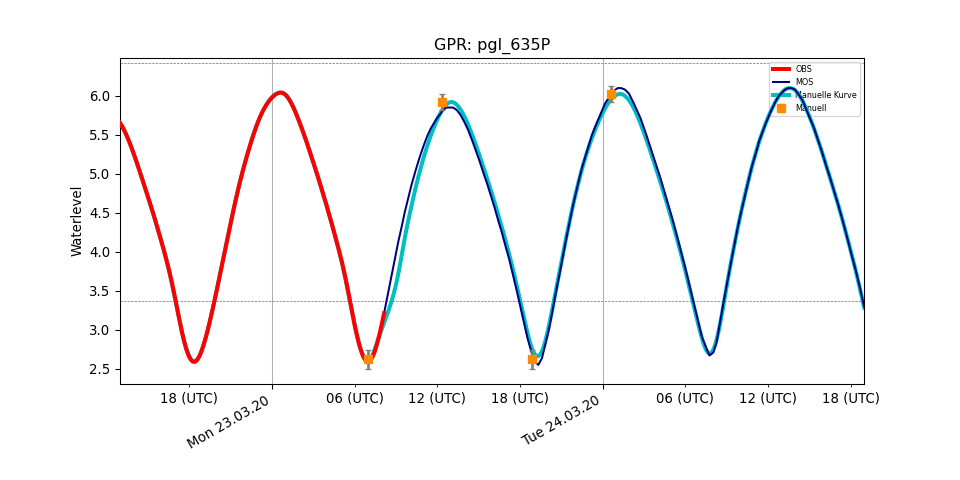 GPR: pgl_635P
OBS
MOS
Manuelle Kurve
Manuell
Waterlevel
6.0
5.5
5.0
4.5
4.0
3.5
3.0
2.5
18 (UTC)
Mon 23.03.20
06 (UTC)
12 (UTC)
18 (UTC)
Tue 24.03.20
06 (UTC)
12 (UTC)
18 (UTC)